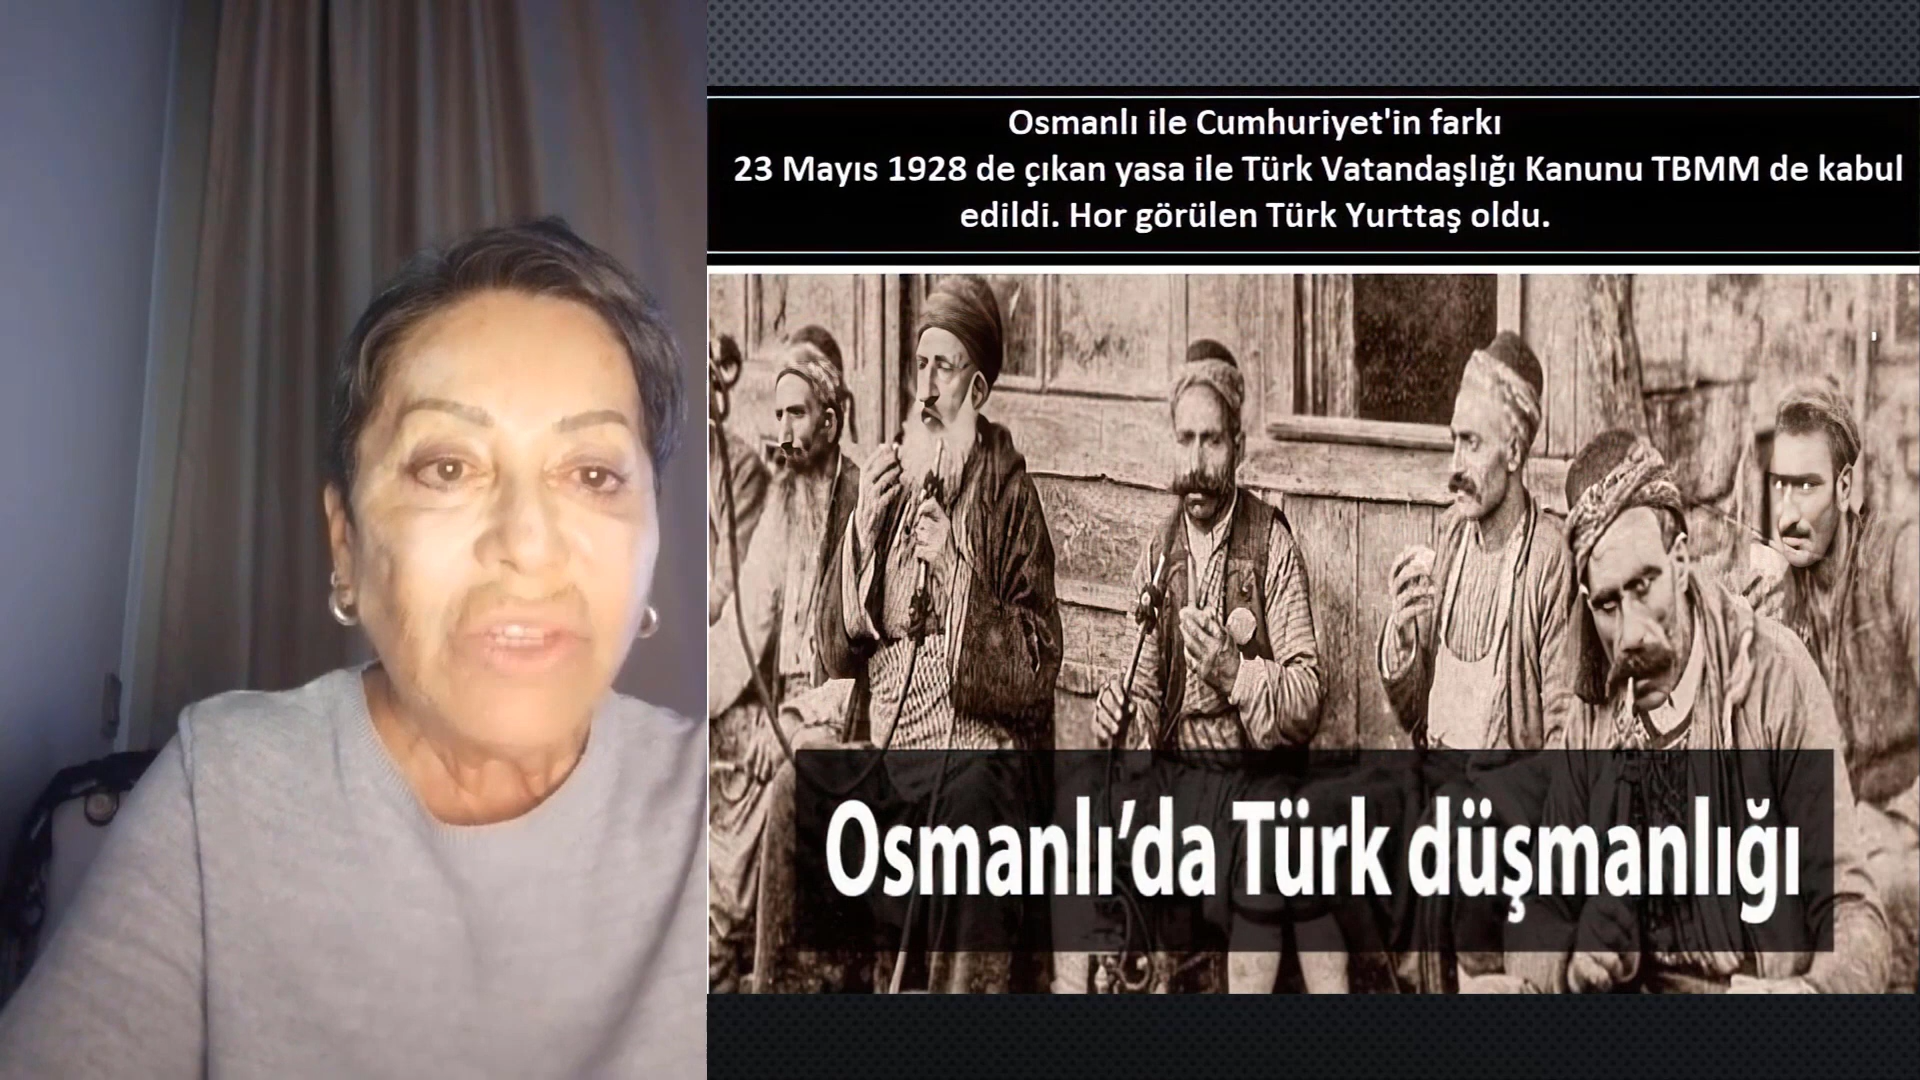 Osmanlı ile Cumhuriyet'in farkı
23 Mayıs 1928 de çıkan yasa ile Türk Vatandaşlığı Kanunu TBMM de kabul
edildi. Hor görülen Türk Yurttaş oldu.
Osmanlı'da Türk düşmanlığı